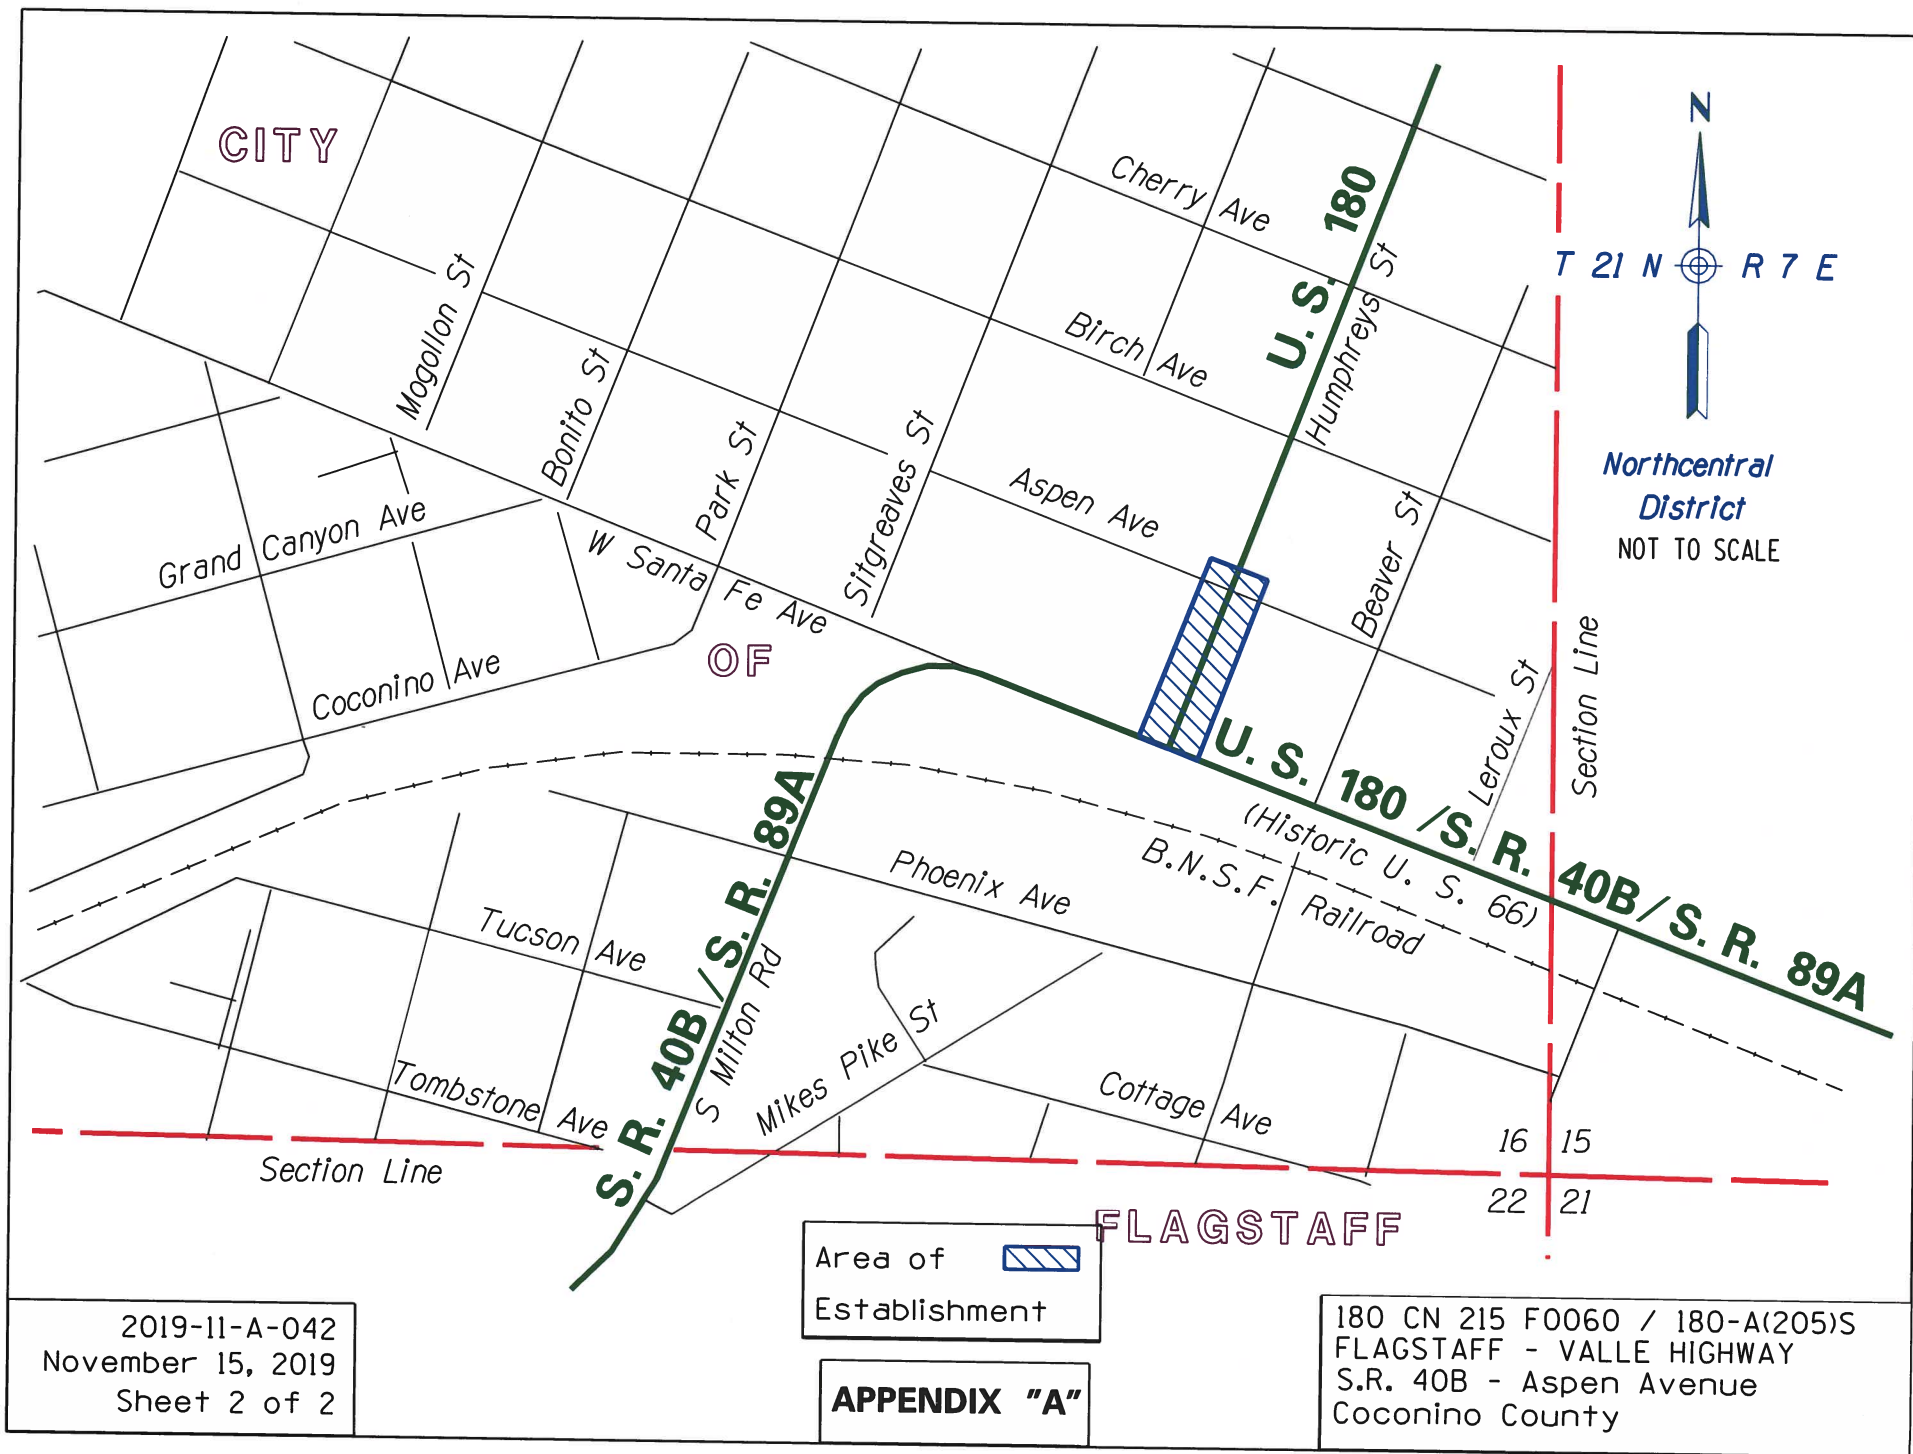 CITY
Cherry Ave
U. S. 180
N
T 21 N R 7 E
Mogollon St
Humphreys St
Birch Ave
Bonito St
Northcentral
District
NOT TO SCALE
Park St
Sitgreaves St
Aspen Ave
Beaver St
Grand Canyon Ave
W Santa Fe Ave
OF
Coconino Ave
Leroux St
Section Line
U. S. 180 /S. R. 40B/S. R. 89A
(Historic U. S. 66)
B.N.S.F. Railroad
S. R. 40B/S. R. 89A
Phoenix Ave
Tucson Ave
S Milton Rd
Mikes Pike St
Tombstone Ave
Cottage Ave
16 15
22 21
Section Line
FLAGSTAFF
Area of
Establishment
2019-11-A-042
November 15, 2019
Sheet 2 of 2
APPENDIX "A"
180 CN 215 F0060 / 180-A(205)S
FLAGSTAFF - VALLE HIGHWAY
S.R. 40B - Aspen Avenue
Coconino County